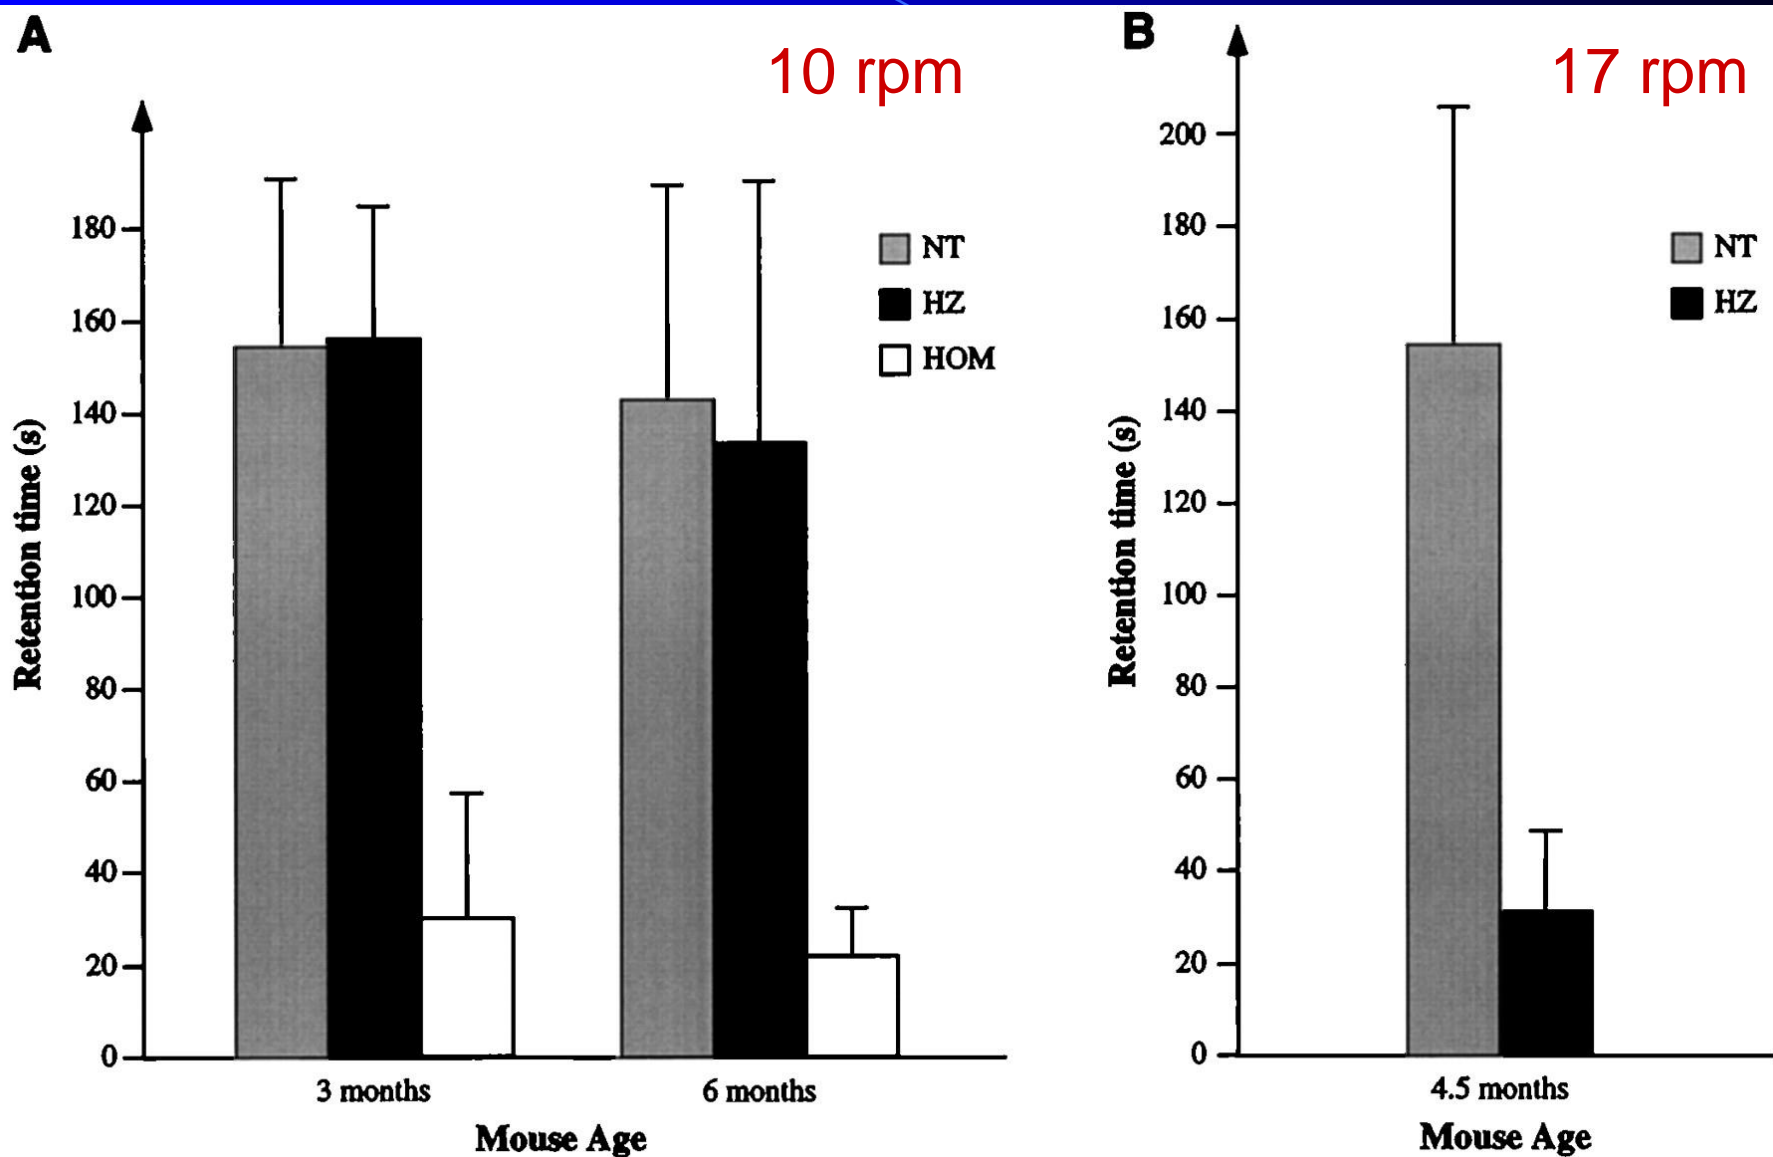 A
10 rpm
180
160
140
120
100
80
60
40
20
0
Retention time (s)
NT
HZ
HOM
3 months
6 months
Mouse Age
B
17 rpm
200
180
160
140
120
100
80
60
40
20
0
Retention time (s)
NT
HZ
4.5 months
Mouse Age